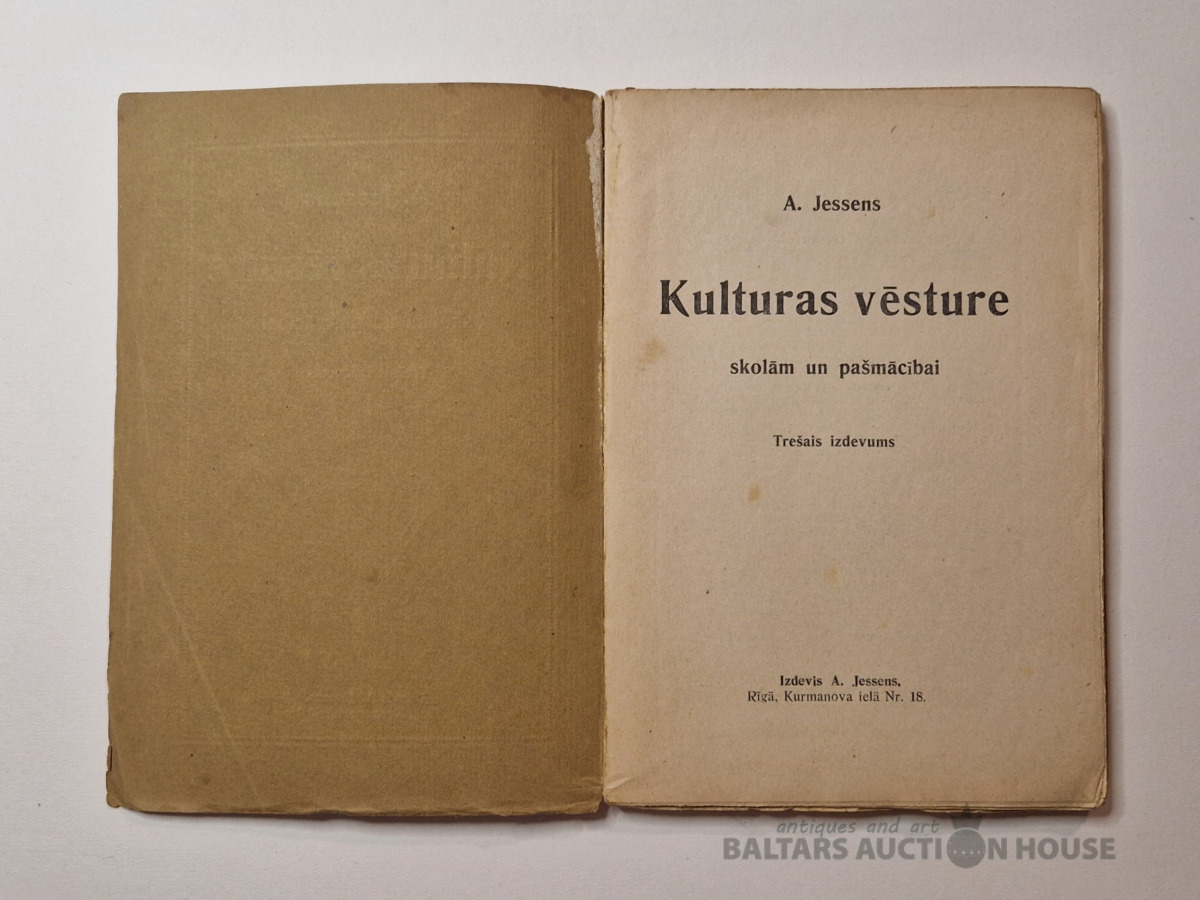 A. Jessens
Kulturas vēsture
skolām un pašmācībai
Trešais izdevums
Izdevis A. Jessens,
Rīgā, Kurmanova ielā Nr. 18.
antiques and art
BALTARS AUCTION HOUSE